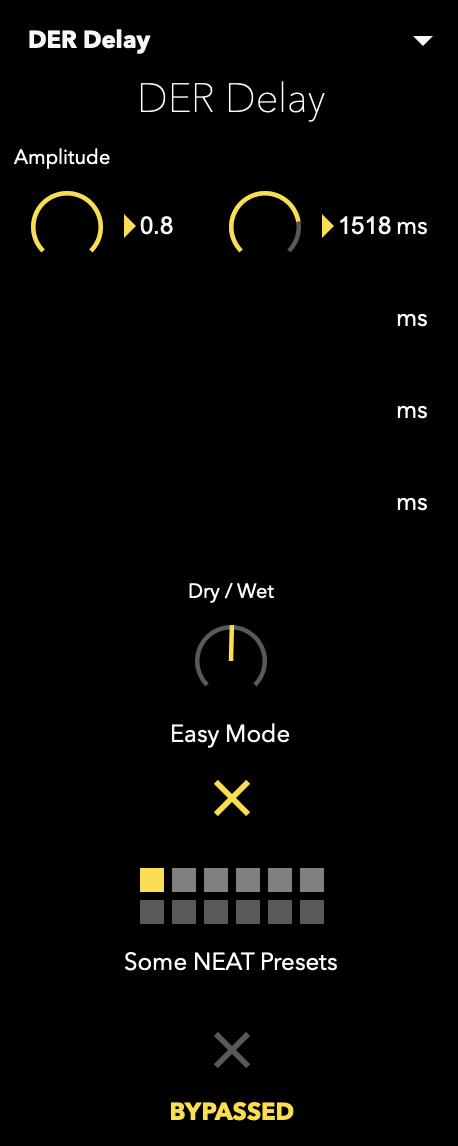 DER Delay
DER Delay
Amplitude
0.8 1518 ms
ms
ms
ms
Dry / Wet
Easy Mode
Some NEAT Presets
BYPASSED